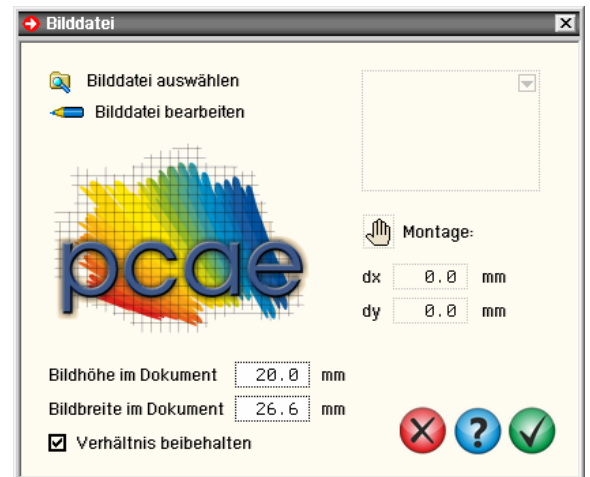 Bilddatei
Bilddatei auswählen
Bilddatei bearbeiten
pcae
Montage:
dx 0.0 mm
dy 0.0 mm
Bildhöhe im Dokument 20.0 mm
Bildbreite im Dokument 26.6 mm
Verhältnis beibehalten
?